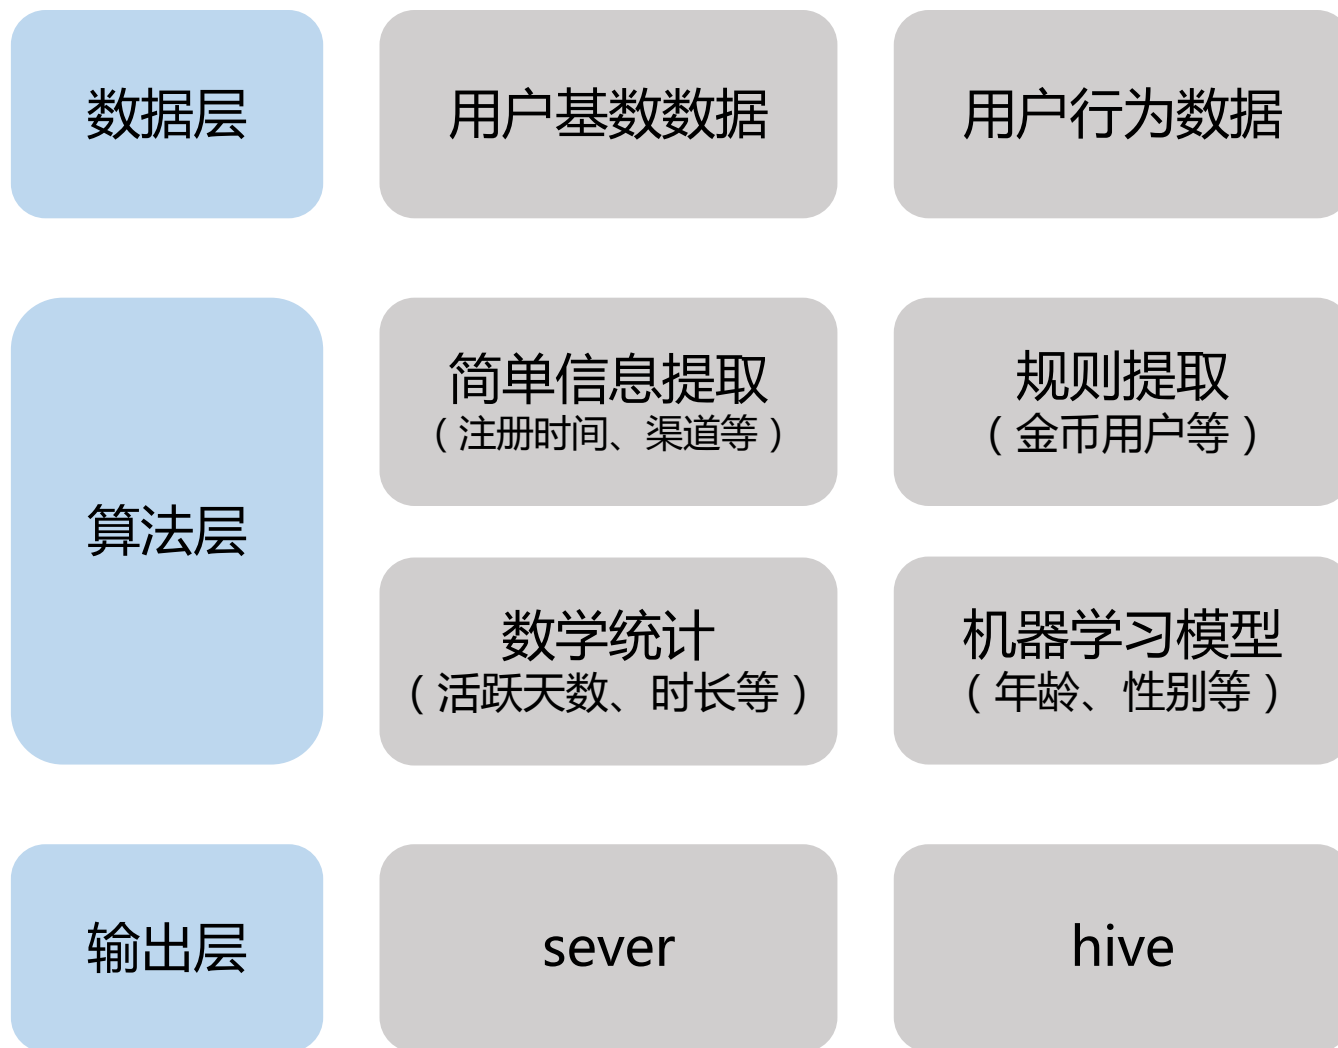 数据层
用户基数数据
用户行为数据
算法层
简单信息提取
（注册时间、渠道等）
规则提取
（金币用户等）
数学统计
（活跃天数、时长等）
机器学习模型
（年龄、性别等）
输出层
sever
hive